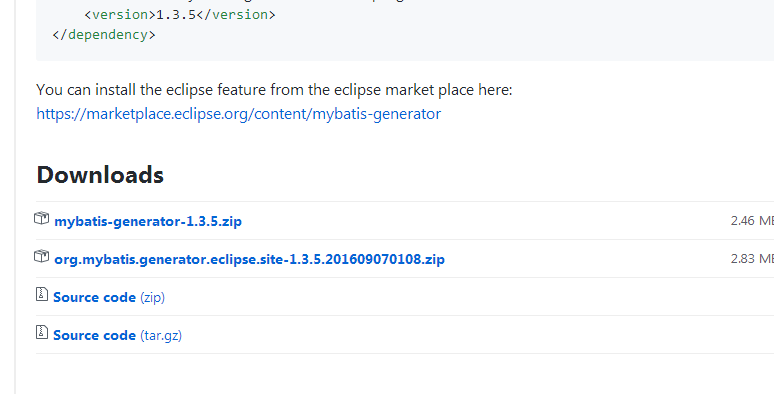 <version>1.3.5</version>
</dependency>
You can install the eclipse feature from the eclipse market place here:
https://marketplace.eclipse.org/content/mybatis-generator
Downloads
mybatis-generator-1.3.5.zip 2.46
org.mybatis.generator.eclipse.site-1.3.5.201609070108.zip 2.83
Source code (zip)
Source code (tar.gz)